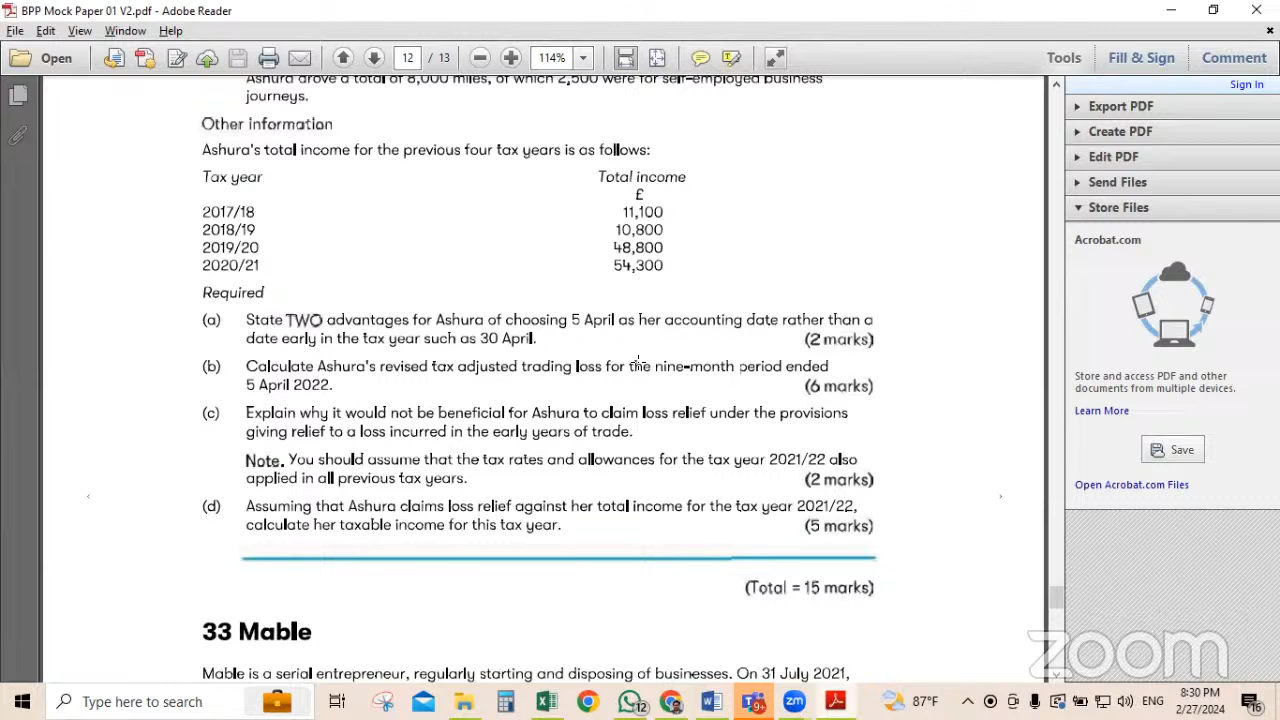 BPP Mock Paper 01 V2.pdf - Adobe Reader
File Edit View Window Help
Open 12 / 13 114% Tools Fill & Sign Comment
Sign In
Ashura drove a total of 8,000 miles, of which 2,500 were for self-employed business
journeys.
Other information
Ashura's total income for the previous four tax years is as follows:
Tax year Total income
£
2017/18 11,100
2018/19 10,800
2019/20 48,800
2020/21 54,300
Required
(a) State TWO advantages for Ashura of choosing 5 April as her accounting date rather than a
date early in the tax year such as 30 April. (2 marks)
(b) Calculate Ashura's revised tax adjusted trading loss for the nine-month period ended
5 April 2022. (6 marks)
(c) Explain why it would not be beneficial for Ashura to claim loss relief under the provisions
giving relief to a loss incurred in the early years of trade.
Note. You should assume that the tax rates and allowances for the tax year 2021/22 also
applied in all previous tax years. (2 marks)
(d) Assuming that Ashura claims loss relief against her total income for the tax year 2021/22,
calculate her taxable income for this tax year. (5 marks)
(Total = 15 marks)
33 Mable
Mable is a serial entrepreneur, regularly starting and disposing of businesses. On 31 July 2021,
Export PDF
Create PDF
Edit PDF
Send Files
Store Files
Acrobat.com
Store your PDF and other
documents from multiple devices.
Learn More
Save
Open Acrobat.com Files
zoom
Type here to search
12
9+
87°F
ENG
8:30 PM
2/27/2024
16